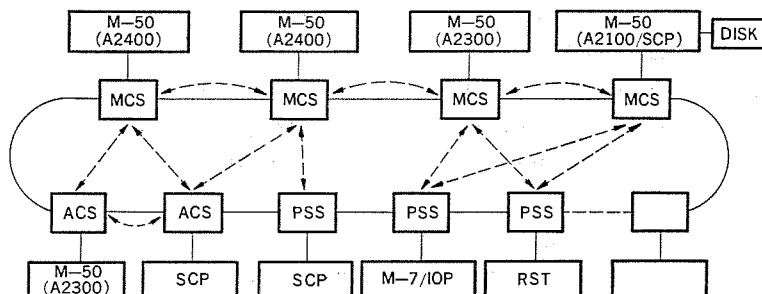 M—50
(A2400)
M—50
(A2400)
M—50
(A2300)
M—50
(A2100/SCP)
DISK
MCS
MCS
MCS
MCS
ACS
ACS
PSS
PSS
PSS
M—50
(A2300)
SCP
SCP
M—7/IOP
RST